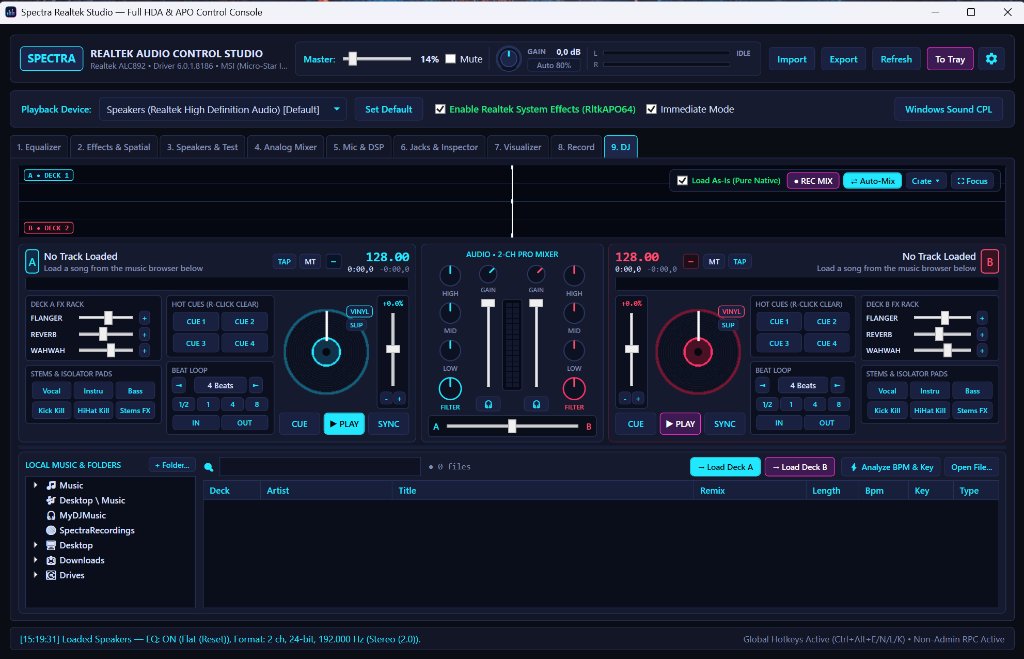 Spectra Realtek Studio — Full HDA & APO Control Console
SPECTRA
REALTEK AUDIO CONTROL STUDIO
Realtek ALC892 • Driver 6.0.1.8186 • MSI (Micro-Star I...
Master: 14% Mute
GAIN 0,0 dB
Auto 80%
L
R
IDLE
Import Export Refresh To Tray
Playback Device: Speakers (Realtek High Definition Audio) [Default] Set Default Enable Realtek System Effects (RltkAPO64) Immediate Mode Windows Sound CPL
1. Equalizer 2. Effects & Spatial 3. Speakers & Test 4. Analog Mixer 5. Mic & DSP 6. Jacks & Inspector 7. Visualizer 8. Record 9. DJ
A • DECK 1
Load As-Is (Pure Native) ● REC MIX ⇄ Auto-Mix Crate ▾ ⛶ Focus
B • DECK 2
A
No Track Loaded
Load a song from the music browser below
TAP MT −
128.00
0:00,0 -0:00,0
DECK A FX RACK
FLANGER +
REVERB +
WAHWAH +
STEMS & ISOLATOR PADS
Vocal Instru Bass
Kick Kill HiHat Kill Stems FX
HOT CUES (R-CLICK CLEAR)
CUE 1 CUE 2
CUE 3 CUE 4
BEAT LOOP
← 4 Beats ←
1/2 1 4 8
IN OUT
VINYL
SLIP
+0.0%
- +
CUE ▶ PLAY SYNC
AUDIO • 2-CH PRO MIXER
HIGH GAIN GAIN HIGH
MID MID
LOW LOW
FILTER FILTER
A B
128.00
0:00,0 -0:00,0
− MT TAP
No Track Loaded
Load a song from the music browser below
B
+0.0%
- +
VINYL
SLIP
CUE ▶ PLAY SYNC
HOT CUES (R-CLICK CLEAR)
CUE 1 CUE 2
CUE 3 CUE 4
BEAT LOOP
← 4 Beats ←
1/2 1 4 8
IN OUT
DECK B FX RACK
FLANGER +
REVERB +
WAHWAH +
STEMS & ISOLATOR PADS
Vocal Instru Bass
Kick Kill HiHat Kill Stems FX
LOCAL MUSIC & FOLDERS + Folder...
Music
Desktop \ Music
MyDJMusic
SpectraRecordings
Desktop
Downloads
Drives
● 0 files
→ Load Deck A → Load Deck B Analyze BPM & Key Open File...
Deck Artist Title Remix Length Bpm Key Type
[15:19:31] Loaded Speakers — EQ: ON (Flat (Reset)), Format: 2 ch, 24-bit, 192.000 Hz (Stereo (2.0)).
Global Hotkeys Active (Ctrl+Alt+E/N/L/K) • Non-Admin RPC Active